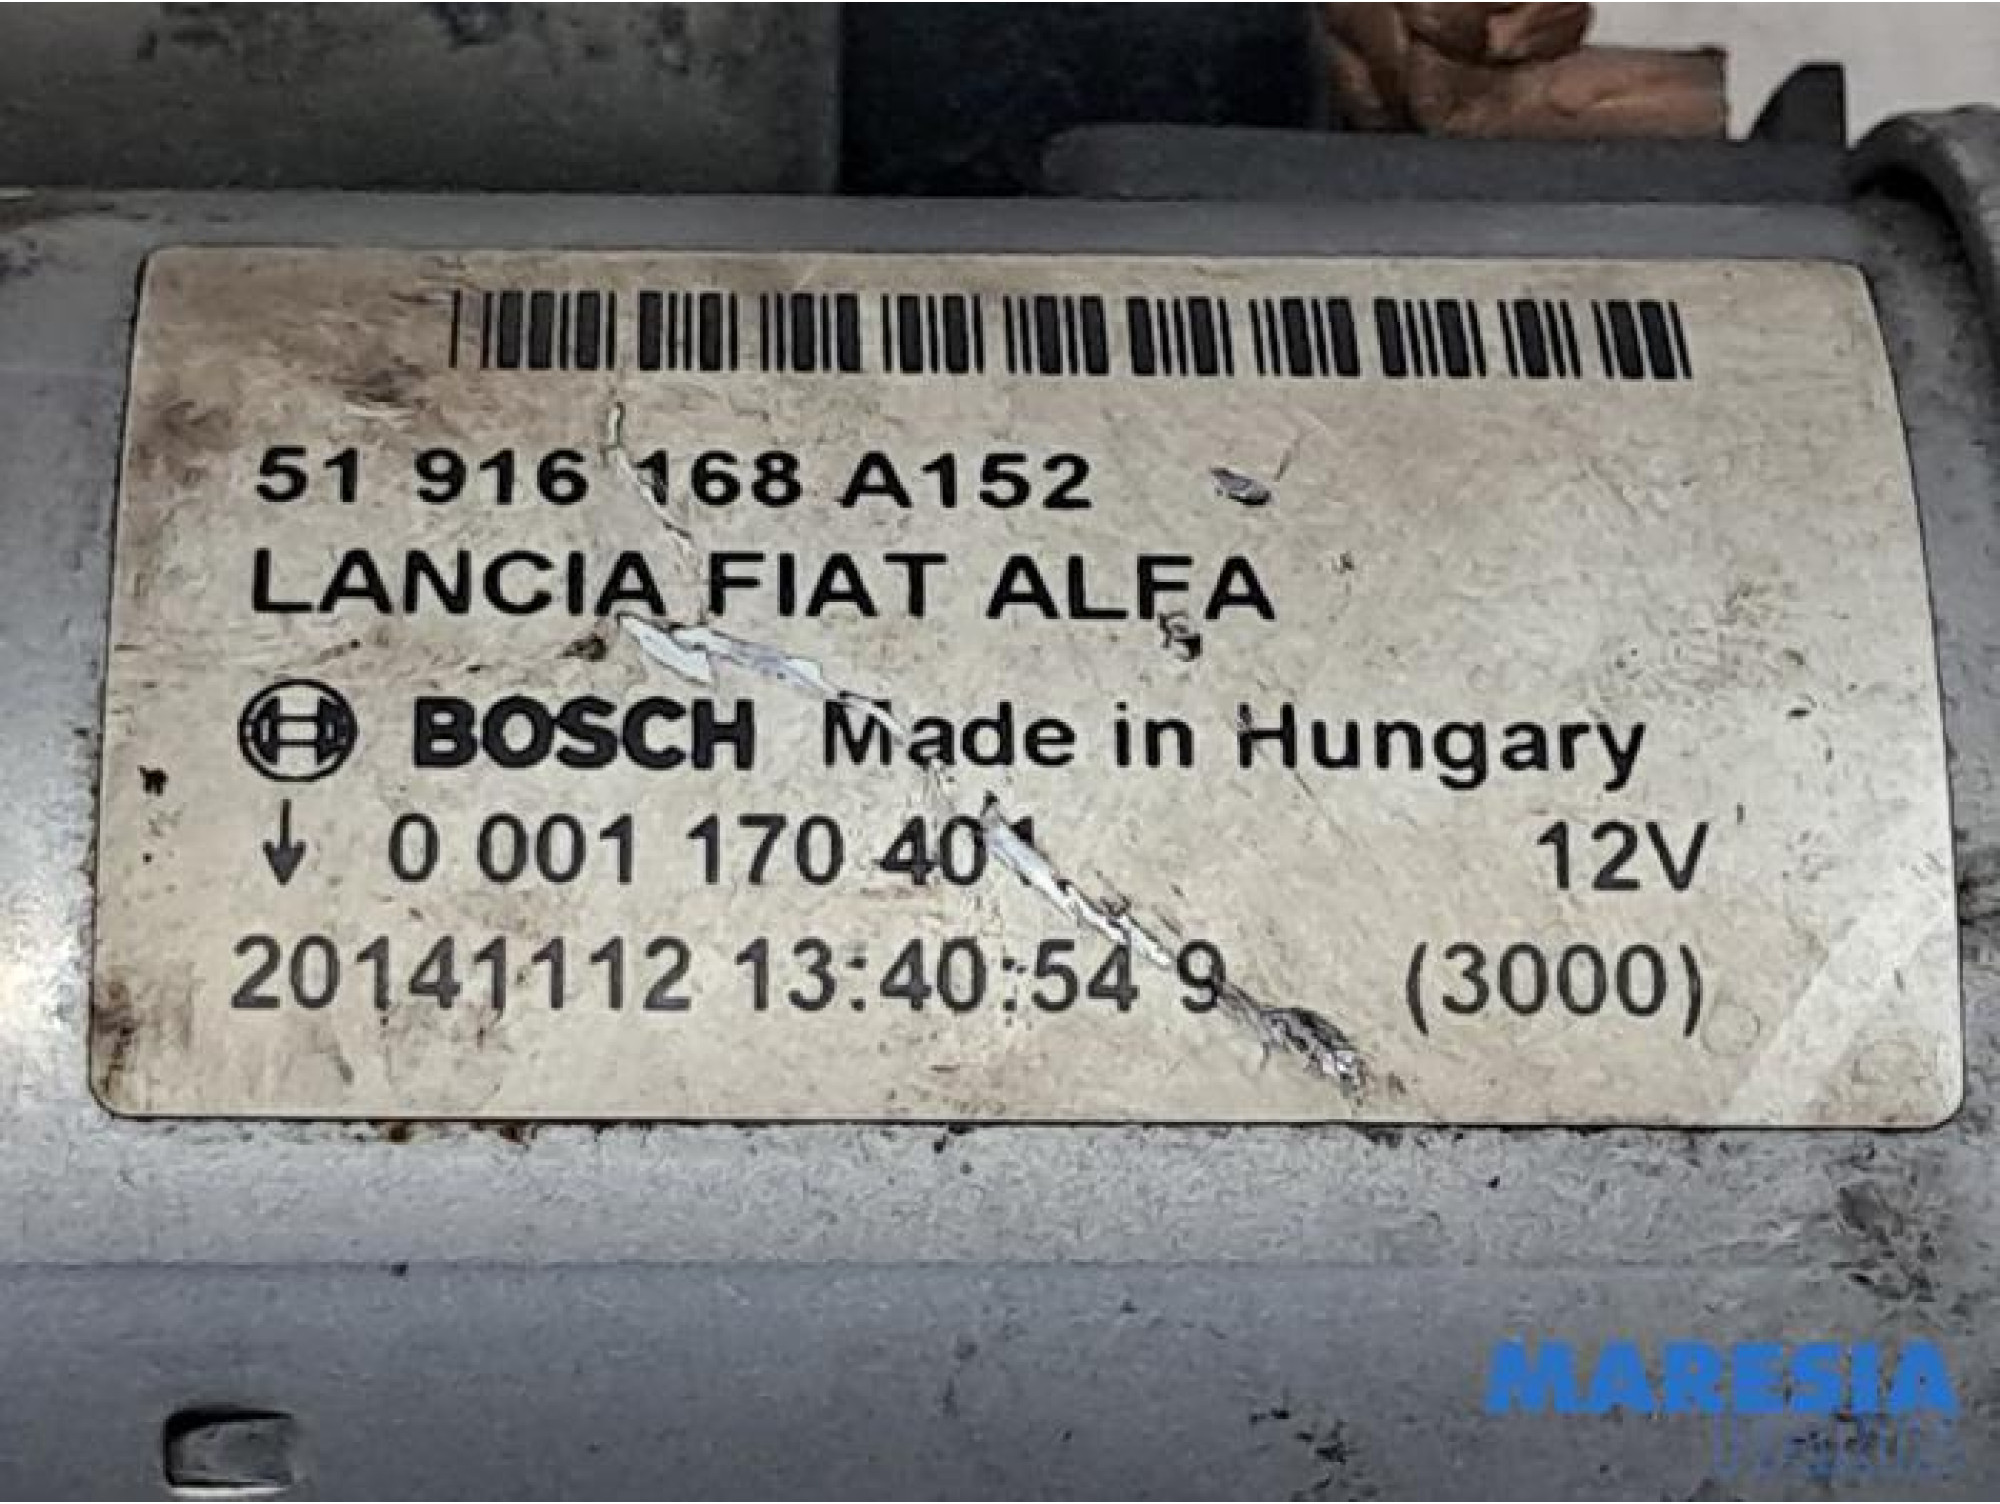 51 916 168 A152
LANCIA FIAT ALFA
BOSCH Made in Hungary
↓ 0 001 170 401 12V
20141112 13:40:54 9 (3000)
MARESIA